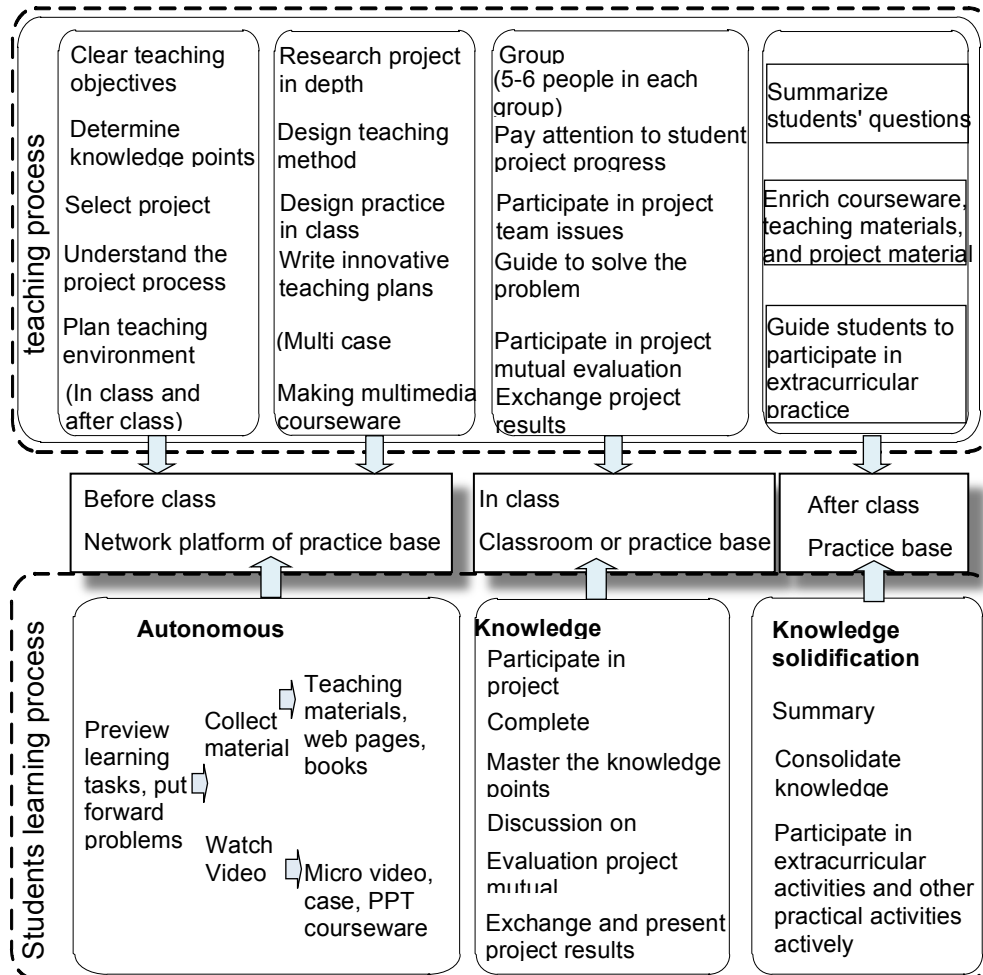 teaching process
Clear teaching
objectives
Determine
knowledge points
Select project
Understand the
project process
Plan teaching
environment
(In class and
after class)
Research project
in depth
Design teaching
method
Design practice
in class
Write innovative
teaching plans
(Multi case
Making multimedia
courseware
Group
(5-6 people in each
group)
Pay attention to student
project progress
Participate in project
team issues
Guide to solve the
problem
Participate in project
mutual evaluation
Exchange project
results
Summarize
students' questions
Enrich courseware,
teaching materials,
and project material
Guide students to
participate in
extracurricular
practice
Before class
Network platform of practice base
In class
Classroom or practice base
After class
Practice base
Students learning process
Autonomous
Preview
learning
tasks, put
forward
problems
Collect
material
Teaching
materials,
web pages,
books
Watch
Video
Micro video,
case, PPT
courseware
Knowledge
Participate in
project
Complete
Master the knowledge
points
Discussion on
Evaluation project
mutual
Exchange and present
project results
Knowledge
solidification
Summary
Consolidate
knowledge
Participate in
extracurricular
activities and other
practical activities
actively